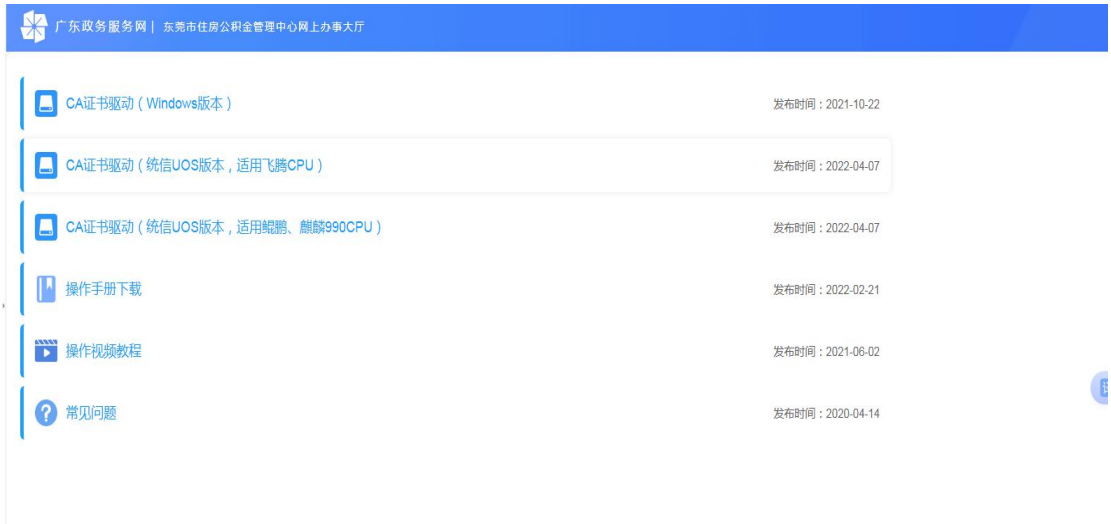 广东政务服务网 | 东莞市住房公积金管理中心网上办事大厅
CA证书驱动（Windows版本） 发布时间：2021-10-22
CA证书驱动（统信UOS版本，适用飞腾CPU） 发布时间：2022-04-07
CA证书驱动（统信UOS版本，适用鲲鹏、麒麟990CPU） 发布时间：2022-04-07
操作手册下载 发布时间：2022-02-21
操作视频教程 发布时间：2021-06-02
常见问题 发布时间：2020-04-14